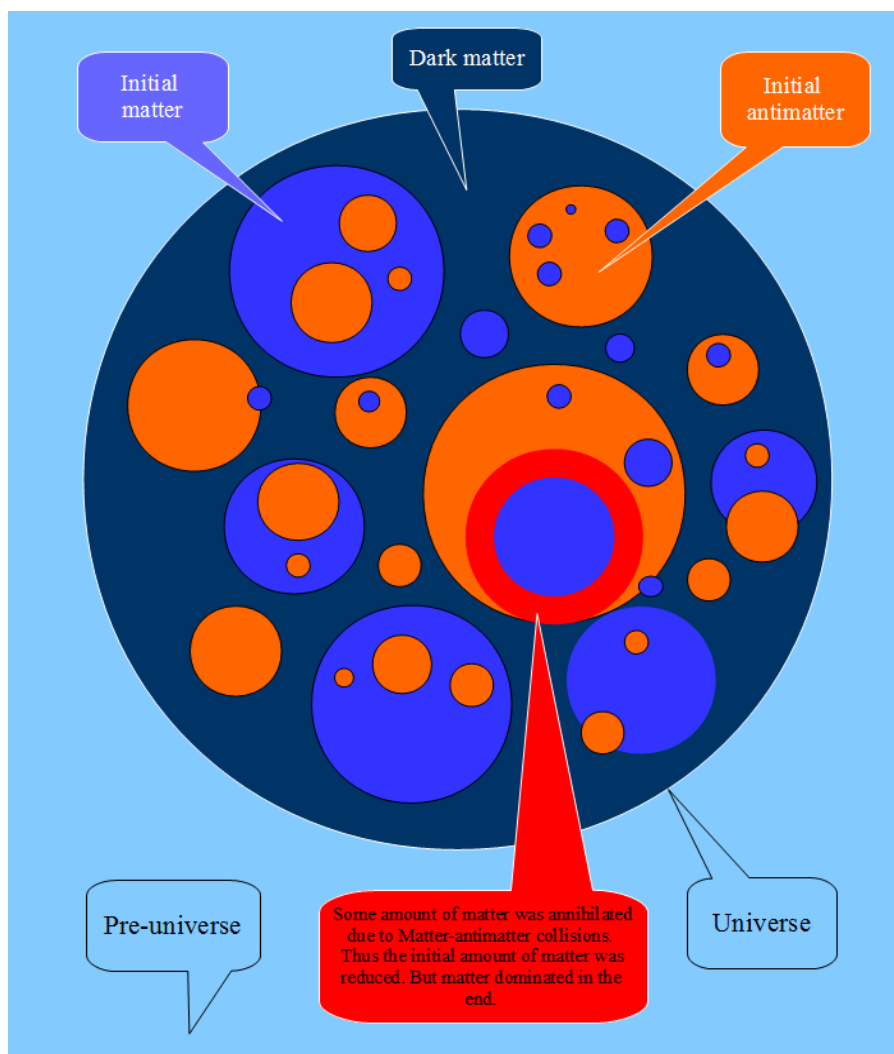 Dark matter
Initial
matter
Initial
antimatter
Pre-universe
Some amount of matter was annihilated
due to Matter-antimatter collisions.
Thus the initial amount of matter was
reduced. But matter dominated in the
end.
Universe